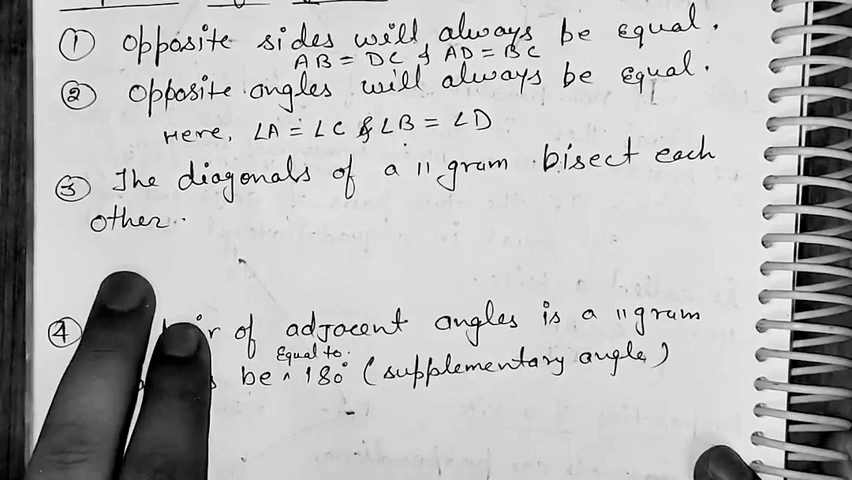 ① opposite sides will always be equal.
AB = DC & AD = BC
② opposite angles will always be equal.
Here, ∠A = ∠C & ∠B = ∠D
③ The diagonals of a 11 gram bisect each
other.
④ of adjacent angles is a 11 gram
Equal to
be ^ 180° (supplementary angle)